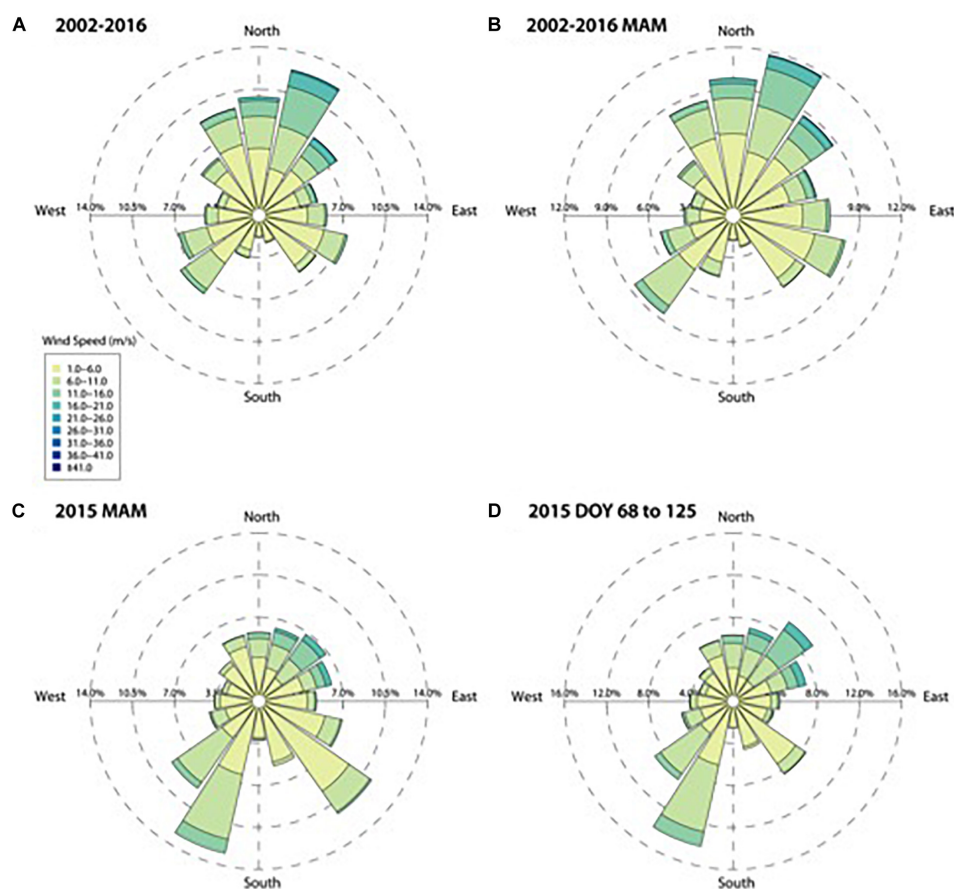 A 2002-2016
B 2002-2016 MAM
North
North
West 14.0% 10.5% 7.0% 7.0% 10.5% 14.0% East
West 12.0% 9.0% 6.0% 9.0% 12.0% East
South
South
Wind Speed (m/s)
1.0–6.0
6.0–11.0
11.0–16.0
16.0–21.0
21.0–26.0
26.0–31.0
31.0–36.0
36.0–41.0
±41.0
C 2015 MAM
D 2015 DOY 68 to 125
North
North
West 14.0% 10.5% 7.0% 7.0% 10.5% 14.0% East
West 16.0% 12.0% 8.0% 4.0% 8.0% 12.0% 16.0% East
South
South